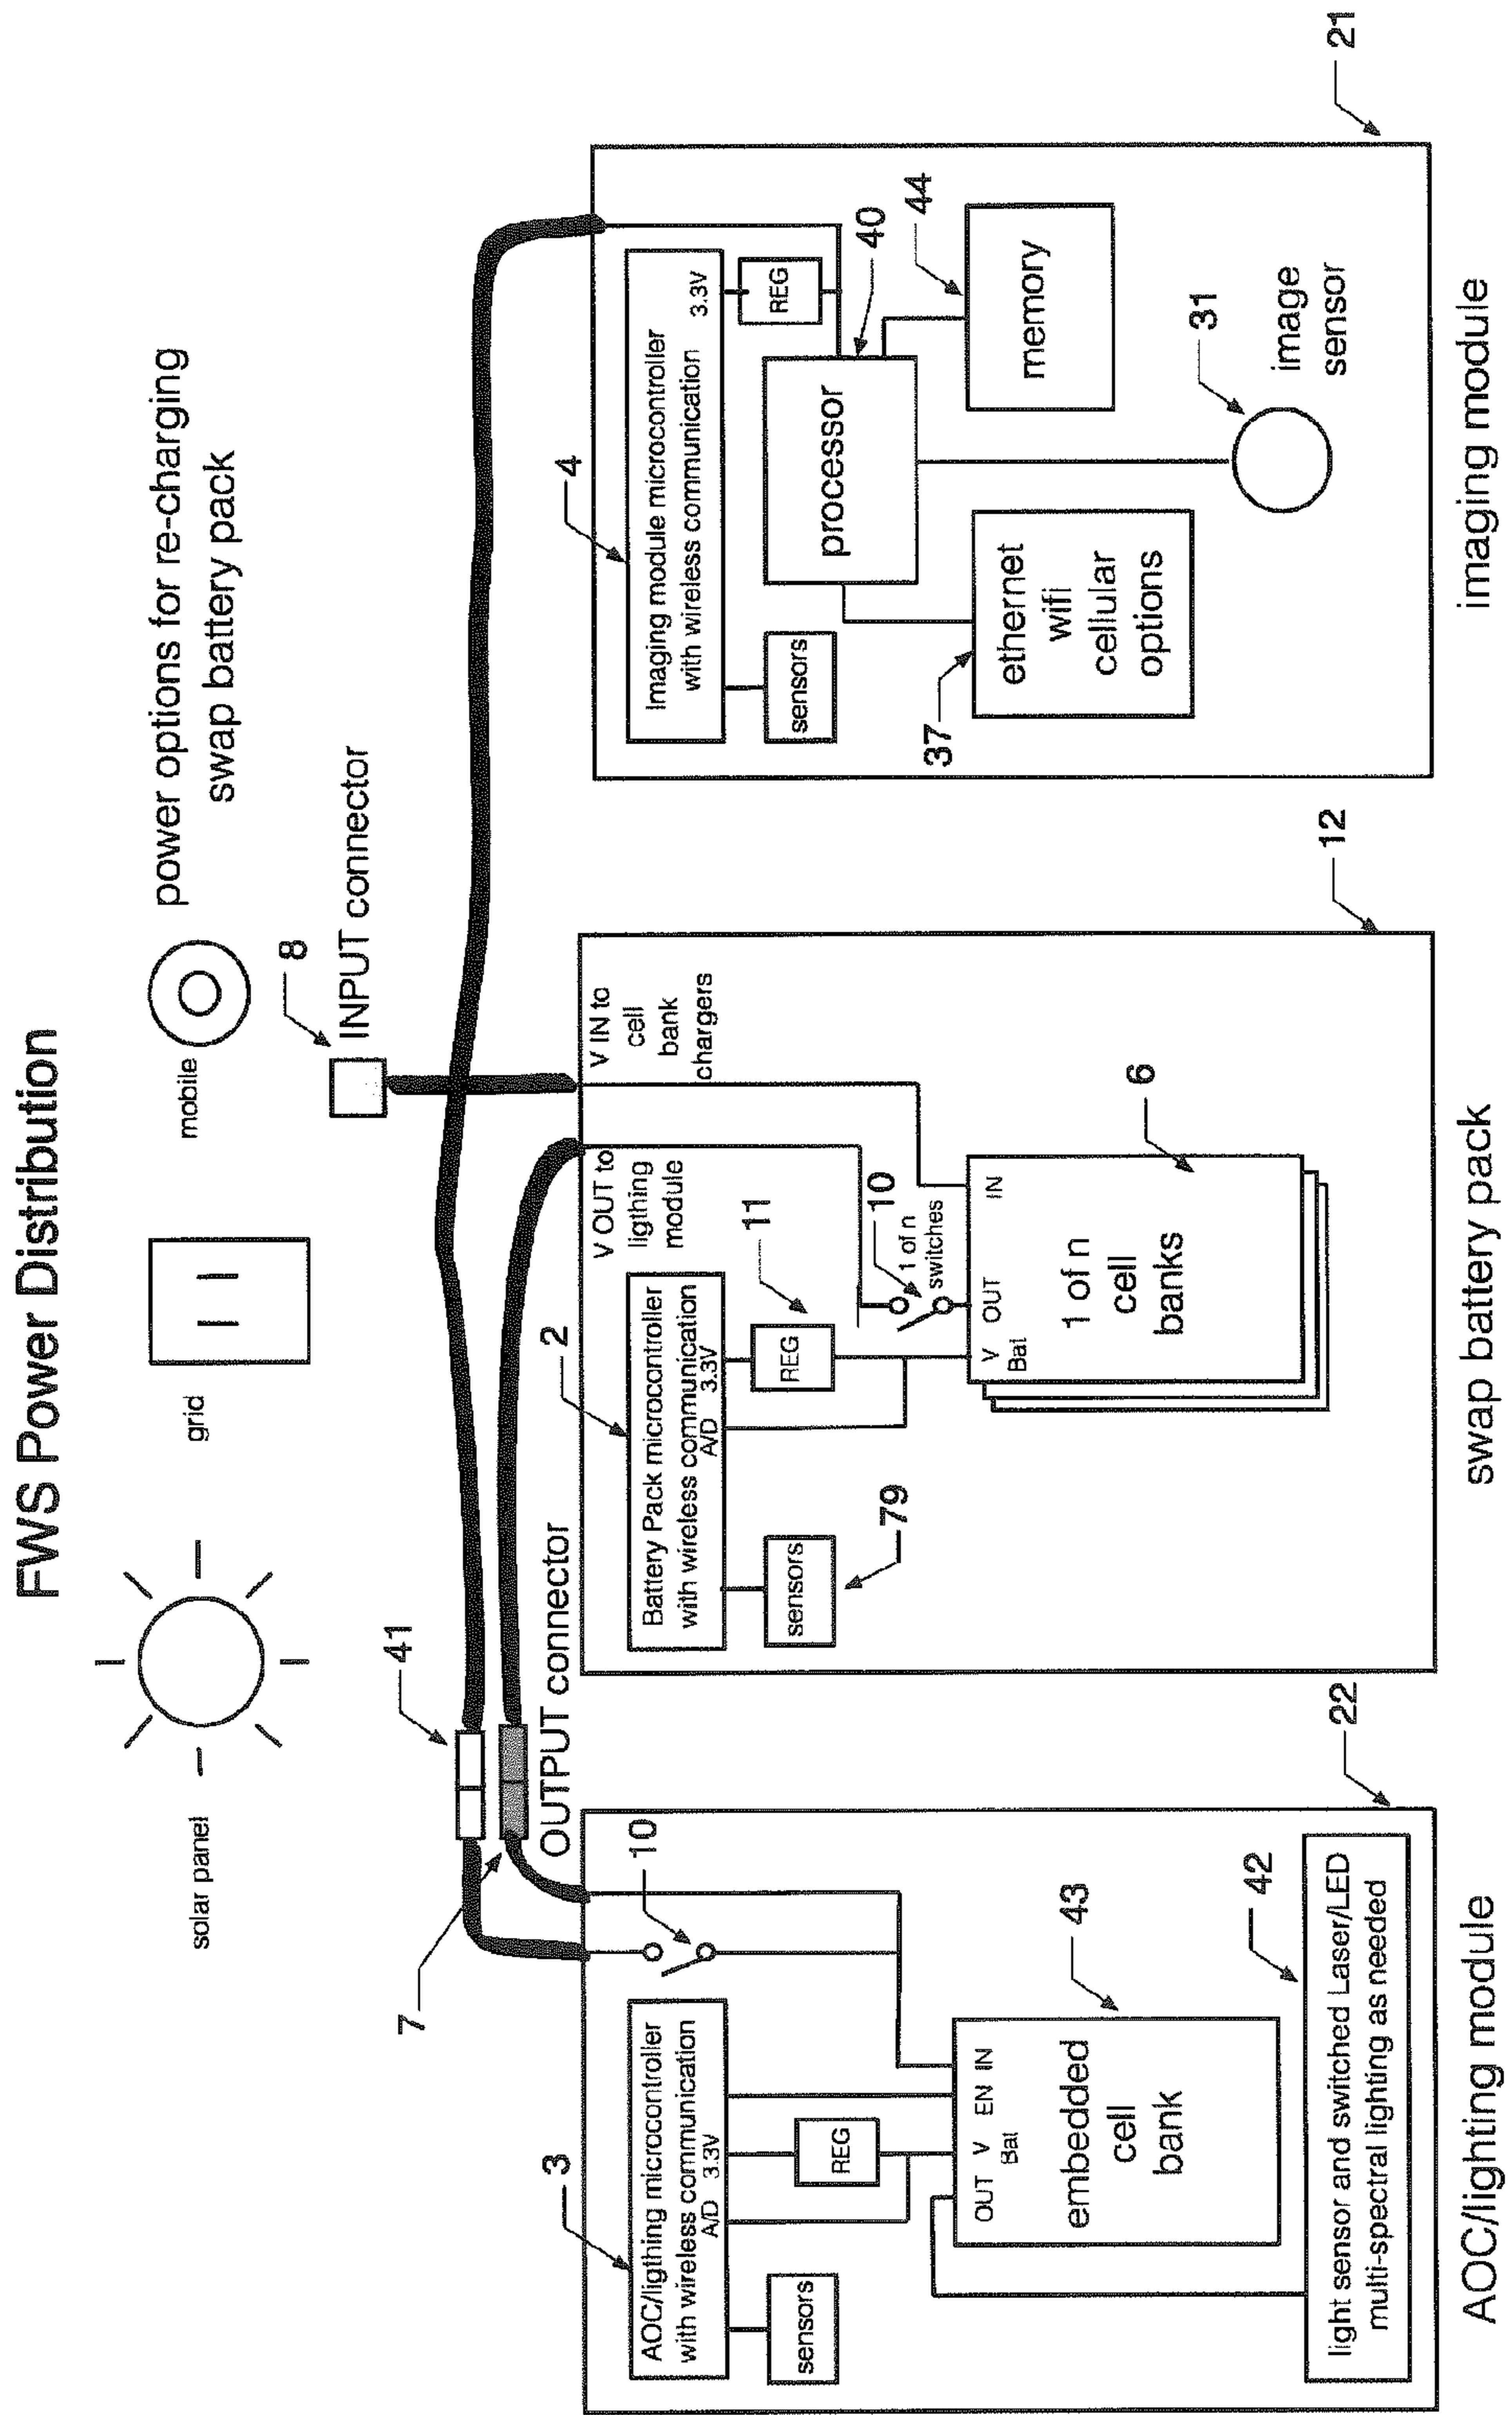 FWS Power Distribution
solar panel
grid
mobile
power options for re-charging
swap battery pack
8
INPUT connector
41
7
OUTPUT connector
3
AOC/ligthing microcontroller
with wireless communication
A/D 3.3V
sensors
REG
10
OUT V EN IN
Bat
embedded
cell
bank
43
42
light sensor and switched Laser/LED
multi-spectral lighting as needed
22
AOC/lighting module
2
Battery Pack microcontroller
with wireless communication
A/D 3.3V
V OUT to
ligthing
module
V IN to
cell
bank
chargers
sensors
79
REG
11
10
1 of n
switches
V OUT IN
Bat
1 of n
cell
banks
6
12
swap battery pack
4
Imaging module microcontroller
with wireless communication 3.3V
sensors
REG
processor
40
44
memory
37
ethernet
wifi
cellular
options
31
image
sensor
21
imaging module